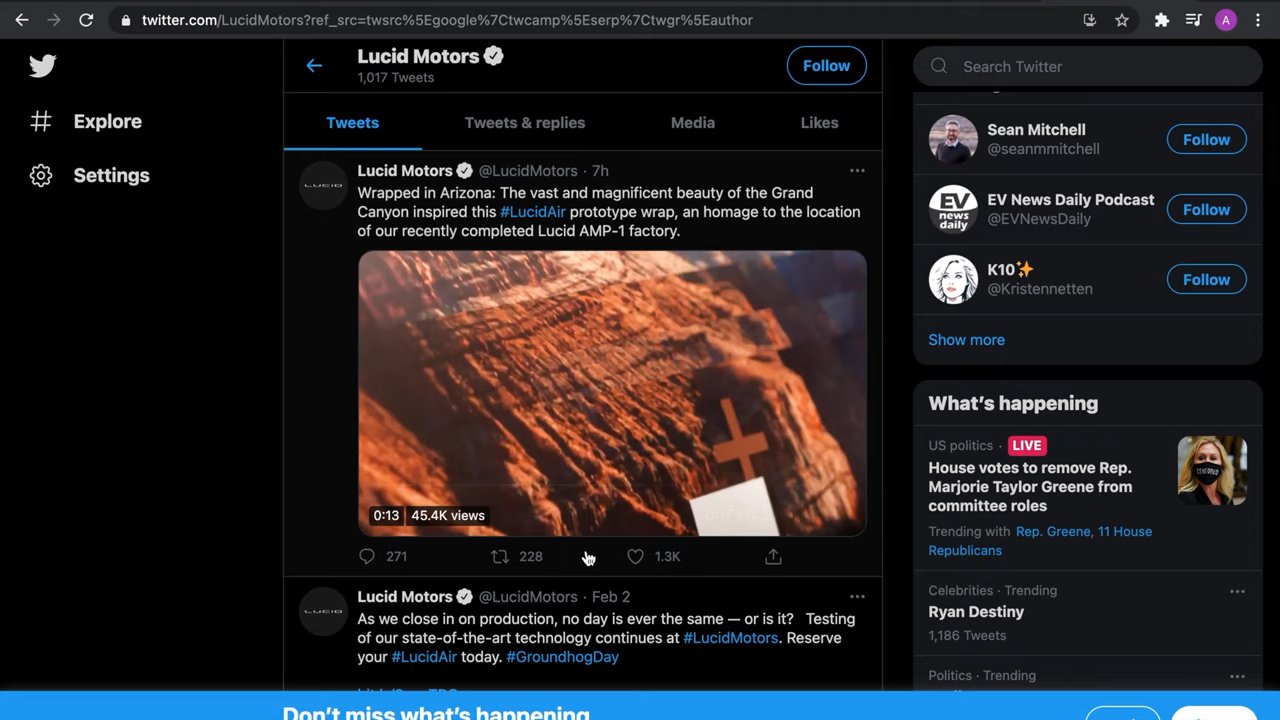 twitter.com/LucidMotors?ref_src=twsrc%5Egoogle%7Ctwcamp%5Eserp%7Ctwgr%5Eauthor
A
Explore
Settings
Lucid Motors
1,017 Tweets
Follow
Tweets
Tweets & replies
Media
Likes
LUCID
Lucid Motors @LucidMotors · 7h
Wrapped in Arizona: The vast and magnificent beauty of the Grand
Canyon inspired this #LucidAir prototype wrap, an homage to the location
of our recently completed Lucid AMP-1 factory.
0:13 45.4K views
271
228
1.3K
LUCID
Lucid Motors @LucidMotors · Feb 2
As we close in on production, no day is ever the same — or is it? Testing
of our state-of-the-art technology continues at #LucidMotors. Reserve
your #LucidAir today. #GroundhogDay
Don't miss what's happening
Search Twitter
Sean Mitchell
@seanmmitchell
Follow
EV news daily
EV News Daily Podcast
@EVNewsDaily
Follow
K10✨
@Kristennetten
Follow
Show more
What's happening
US politics · LIVE
House votes to remove Rep.
Marjorie Taylor Greene from
committee roles
CENSORED
Trending with Rep. Greene, 11 House
Republicans
Celebrities · Trending
Ryan Destiny
1,186 Tweets
Politics · Trending